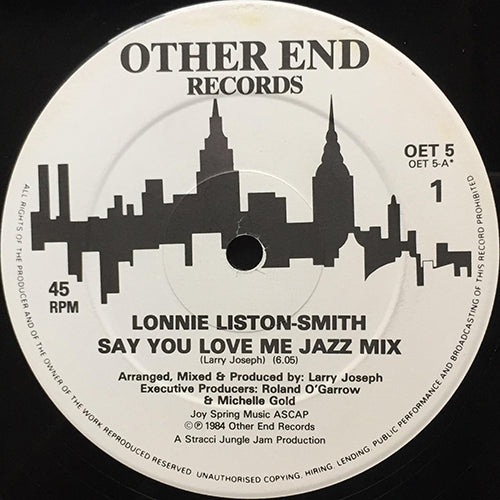 OTHER END
RECORDS
OET 5
OET 5-A*
1
45
RPM
LONNIE LISTON-SMITH
SAY YOU LOVE ME JAZZ MIX
(Larry Joseph) (6.05)
Arranged, Mixed & Produced by: Larry Joseph
Executive Producers: Roland O'Garrow
& Michelle Gold
Joy Spring Music ASCAP
©℗ 1984 Other End Records
A Stracci Jungle Jam Production
ALL RIGHTS OF THE PRODUCER AND OF THE OWNER OF THE WORK REPRODUCED RESERVED. UNAUTHORISED COPYING, HIRING, LENDING, PUBLIC PERFORMANCE AND BROADCASTING OF THIS RECORD PROHIBITED